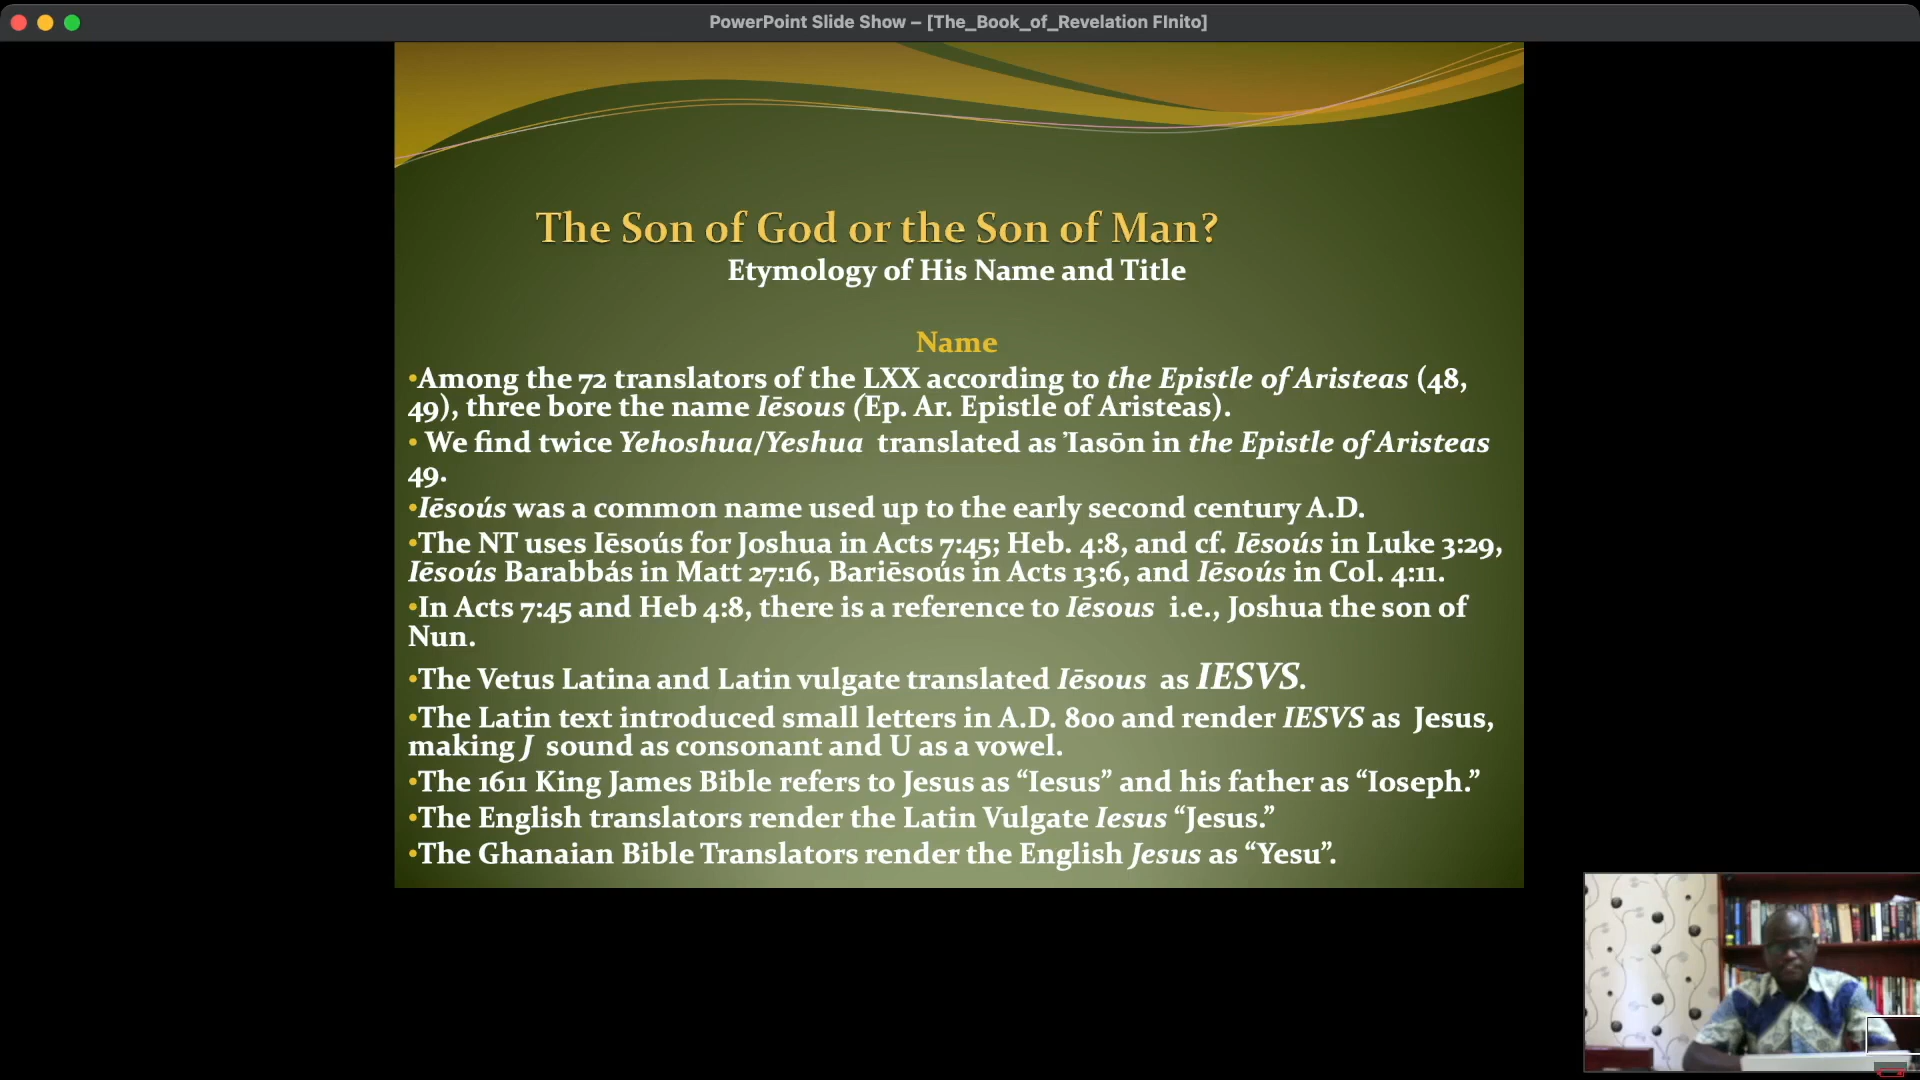 PowerPoint Slide Show – [The_Book_of_Revelation FInito]
The Son of God or the Son of Man?
Etymology of His Name and Title
Name
•Among the 72 translators of the LXX according to the Epistle of Aristeas (48,
49), three bore the name Iēsous (Ep. Ar. Epistle of Aristeas).
• We find twice Yehoshua/Yeshua translated as ᾽Iasōn in the Epistle of Aristeas
49.
•Iēsoús was a common name used up to the early second century A.D.
•The NT uses Iēsoús for Joshua in Acts 7:45; Heb. 4:8, and cf. Iēsoús in Luke 3:29,
Iēsoús Barabbás in Matt 27:16, Bariēsoús in Acts 13:6, and Iēsoús in Col. 4:11.
•In Acts 7:45 and Heb 4:8, there is a reference to Iēsous i.e., Joshua the son of
Nun.
•The Vetus Latina and Latin vulgate translated Iēsous as IESVS.
•The Latin text introduced small letters in A.D. 800 and render IESVS as Jesus,
making J sound as consonant and U as a vowel.
•The 1611 King James Bible refers to Jesus as “Iesus” and his father as “Ioseph.”
•The English translators render the Latin Vulgate Iesus “Jesus.”
•The Ghanaian Bible Translators render the English Jesus as “Yesu”.